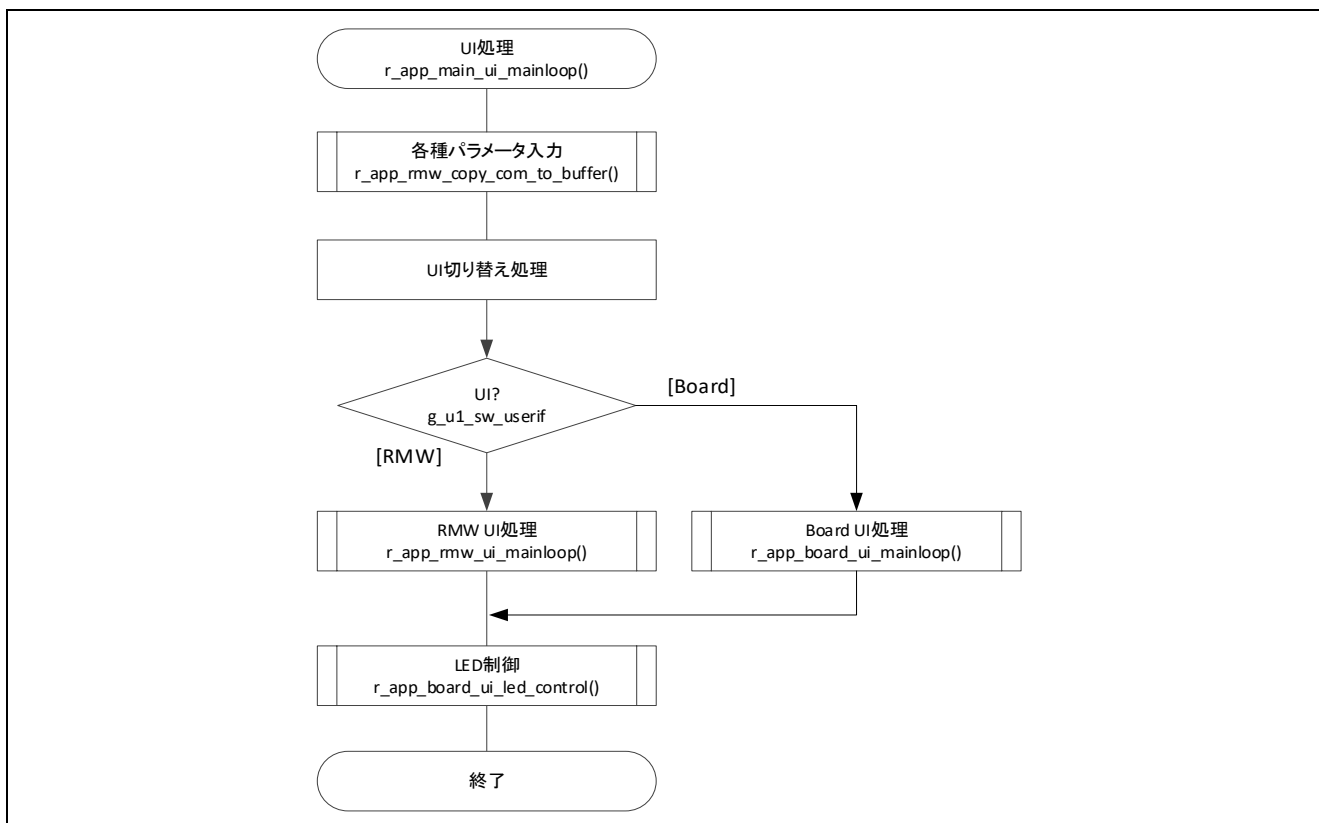 UI処理
r_app_main_ui_mainloop()
各種パラメータ入力
r_app_rmw_copy_com_to_buffer()
UI切り替え処理
UI?
g_u1_sw_userif
[Board]
[RMW]
RMW UI処理
r_app_rmw_ui_mainloop()
Board UI処理
r_app_board_ui_mainloop()
LED制御
r_app_board_ui_led_control()
終了